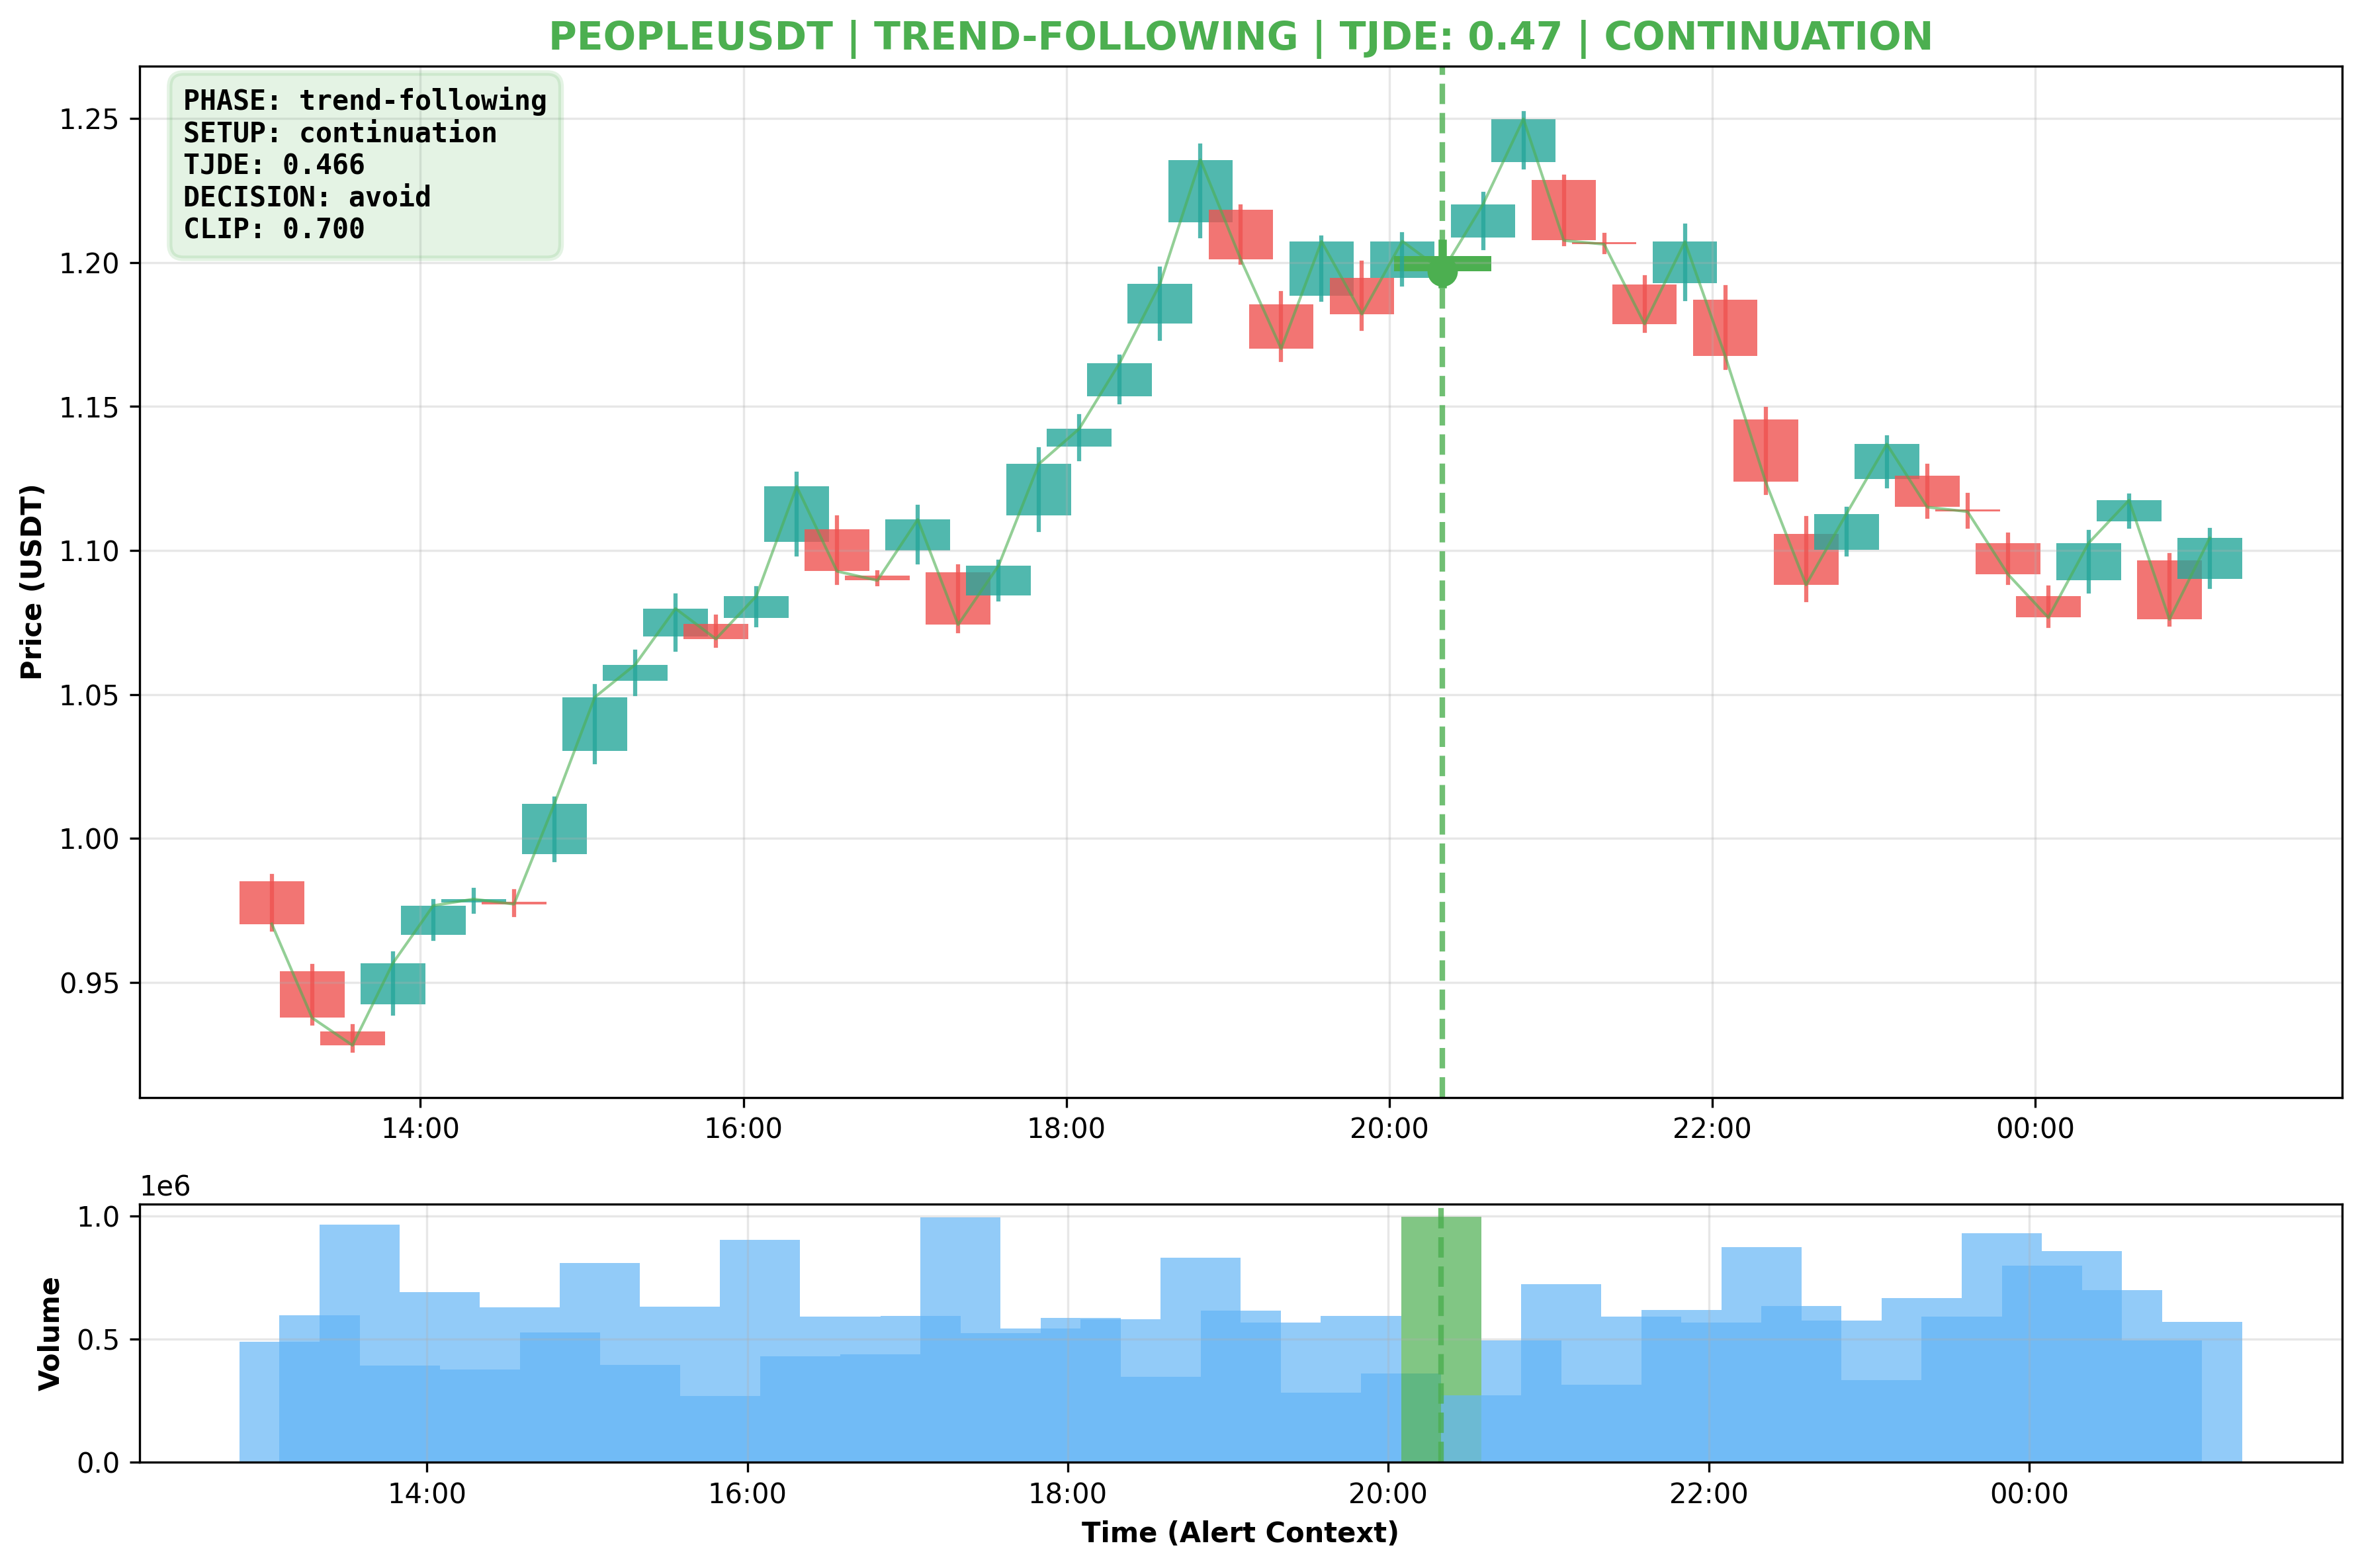 PEOPLEUSDT | TREND-FOLLOWING | TJDE: 0.47 | CONTINUATION
PHASE: trend-following
SETUP: continuation
TJDE: 0.466
DECISION: avoid
CLIP: 0.700
Price (USDT)
1.25
1.20
1.15
1.10
1.05
1.00
0.95
14:00 16:00 18:00 20:00 22:00 00:00
1e6
Volume
1.0
0.5
0.0
14:00 16:00 18:00 20:00 22:00 00:00
Time (Alert Context)